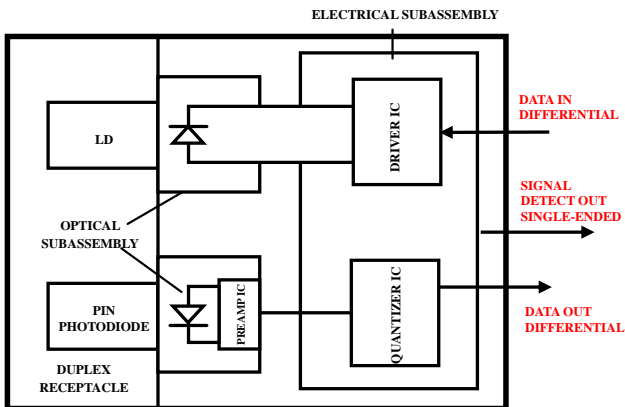 ELECTRICAL SUBASSEMBLY
LD
DRIVER IC
DATA IN
DIFFERENTIAL
SIGNAL
DETECT OUT
SINGLE-ENDED
OPTICAL
SUBASSEMBLY
PIN
PHOTODIODE
PREAMP IC
QUANTIZER IC
DATA OUT
DIFFERENTIAL
DUPLEX
RECEPTACLE